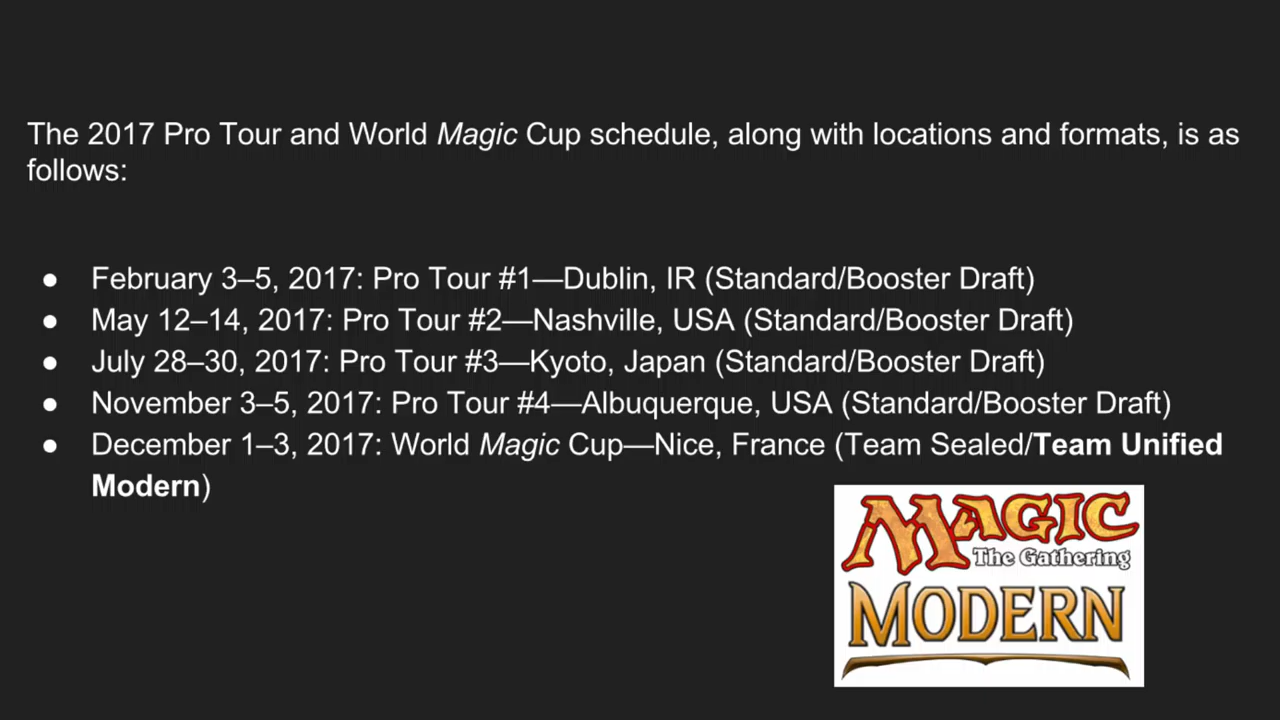 The 2017 Pro Tour and World Magic Cup schedule, along with locations and formats, is as
follows:
● February 3–5, 2017: Pro Tour #1—Dublin, IR (Standard/Booster Draft)
● May 12–14, 2017: Pro Tour #2—Nashville, USA (Standard/Booster Draft)
● July 28–30, 2017: Pro Tour #3—Kyoto, Japan (Standard/Booster Draft)
● November 3–5, 2017: Pro Tour #4—Albuquerque, USA (Standard/Booster Draft)
● December 1–3, 2017: World Magic Cup—Nice, France (Team Sealed/Team Unified
Modern)
MAGIC
The Gathering
MODERN